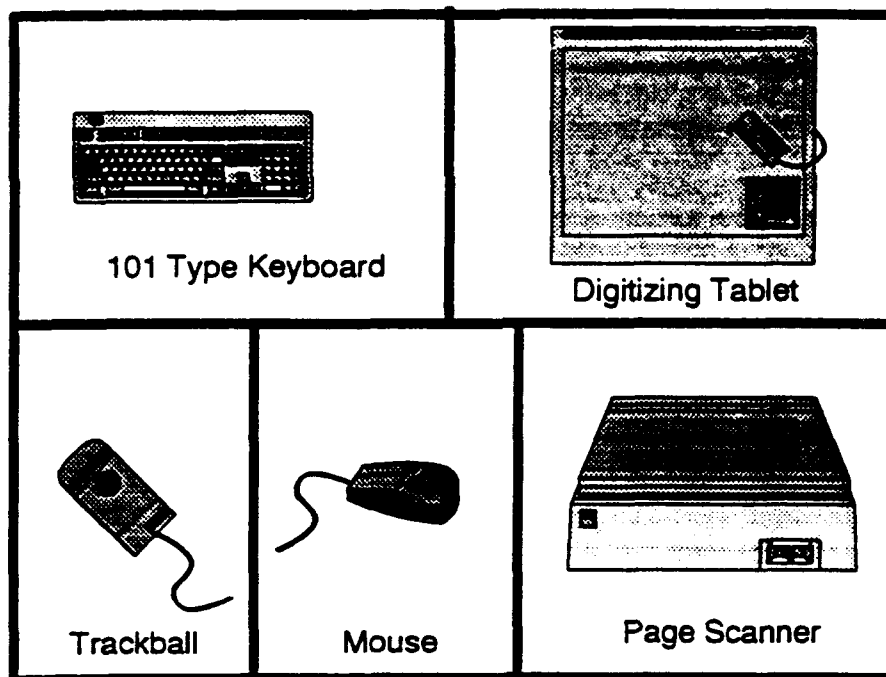 101 Type Keyboard
Digitizing Tablet
Trackball
Mouse
Page Scanner